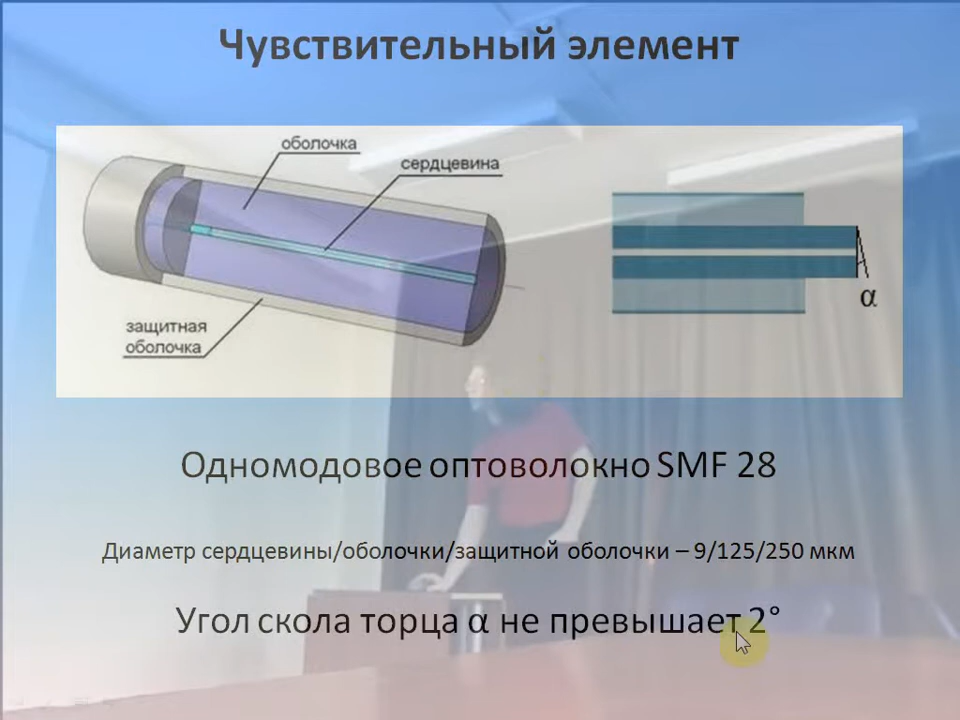 Чувствительный элемент
оболочка
сердцевина
защитная
оболочка
α
Одномодовое оптоволокно SMF 28
Диаметр сердцевины/оболочки/защитной оболочки – 9/125/250 мкм
Угол скола торца α не превышает 2°